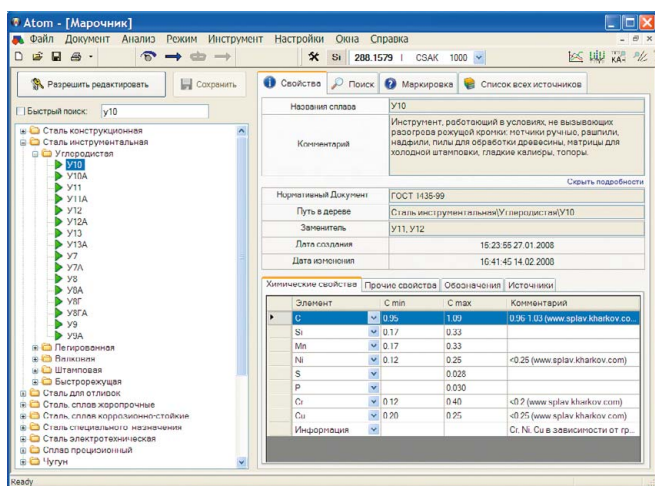 Atom - [Марочник]
Файл Документ Анализ Режим Инструмент Настройки Окна Справка
Si 288.1579 | CSAK 1000
Разрешить редактировать Сохранить
Быстрый поиск: у10
Сталь конструкционная
Сталь инструментальная
Углеродистая
У10
У10А
У11
У11А
У12
У12А
У13
У13А
У7
У7А
У8
У8А
У8Г
У8ГА
У9
У9А
Легированная
Валковая
Штамповая
Быстрорежущая
Сталь для отливок
Сталь, сплав жаропрочные
Сталь, сплав коррозионно-стойкие
Сталь специального назначения
Сталь электротехническая
Сплав прецизионный
Чугун
Свойства Поиск Маркировка Список всех источников
Названия сплава У10
Комментарий
Инструмент, работающий в условиях, не вызывающих
разогрева режущей кромки: метчики ручные, рашпили,
надфили, пилы для обработки древесины, матрицы для
холодной штамповки, гладкие калибры, топоры.
Скрыть подробности
Нормативный Документ ГОСТ 1435-99
Путь в дереве Сталь инструментальная\Углеродистая\У10
Заменитель У11, У12
Дата создания 15:23:55 27.01.2008
Дата изменения 16:41:45 14.02.2008
Химические свойства Прочие свойства Обозначения Источники
Элемент C min C max Комментарий
C 0.95 1.09 0.96 1.03 (www.splav.kharkov.co...
Si 0.17 0.33
Mn 0.17 0.33
Ni 0.12 0.25 <0.25 (www.splav.kharkov.com)
S 0.028
P 0.030
Cr 0.12 0.40 <0.2 (www.splav.kharkov.com)
Cu 0.20 0.25 <0.25 (www.splav.kharkov.com)
Информация Cr, Ni, Cu в зависимости от гр...
Ready